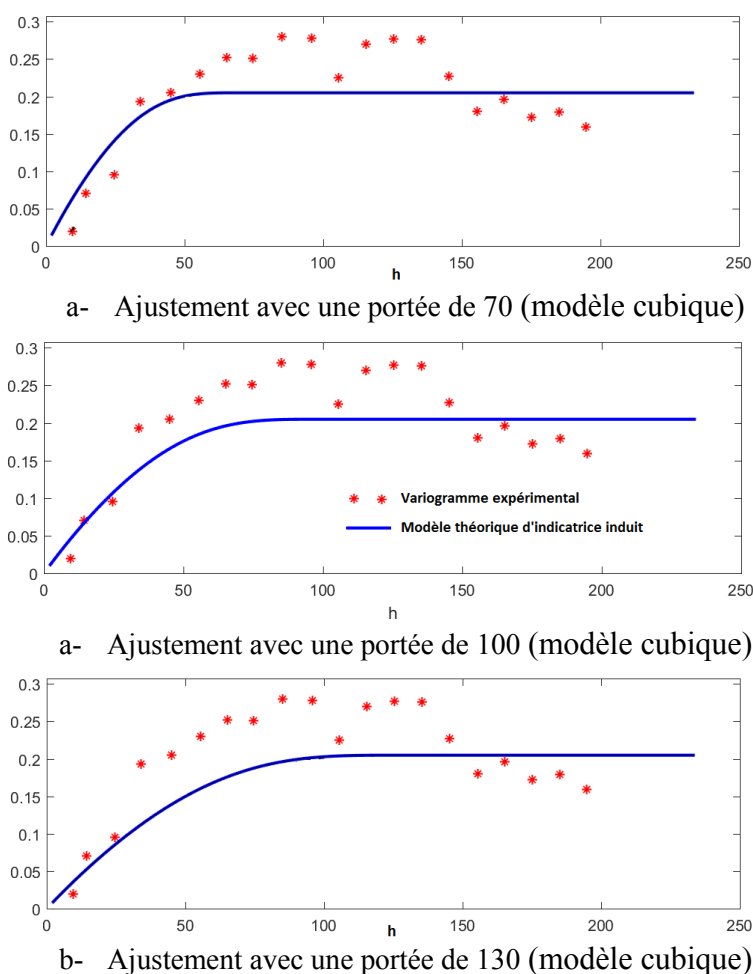 0.3
0.25
0.2
0.15
0.1
0.05
0
0 50 100 150 200 250
h
a- Ajustement avec une portée de 70 (modèle cubique)
0.3
0.25
0.2
0.15
0.1
0.05
0
Variogramme expérimental
Modèle théorique d'indicatrice induit
0 50 100 150 200 250
h
a- Ajustement avec une portée de 100 (modèle cubique)
0.3
0.25
0.2
0.15
0.1
0.05
0
0 50 100 150 200 250
h
b- Ajustement avec une portée de 130 (modèle cubique)